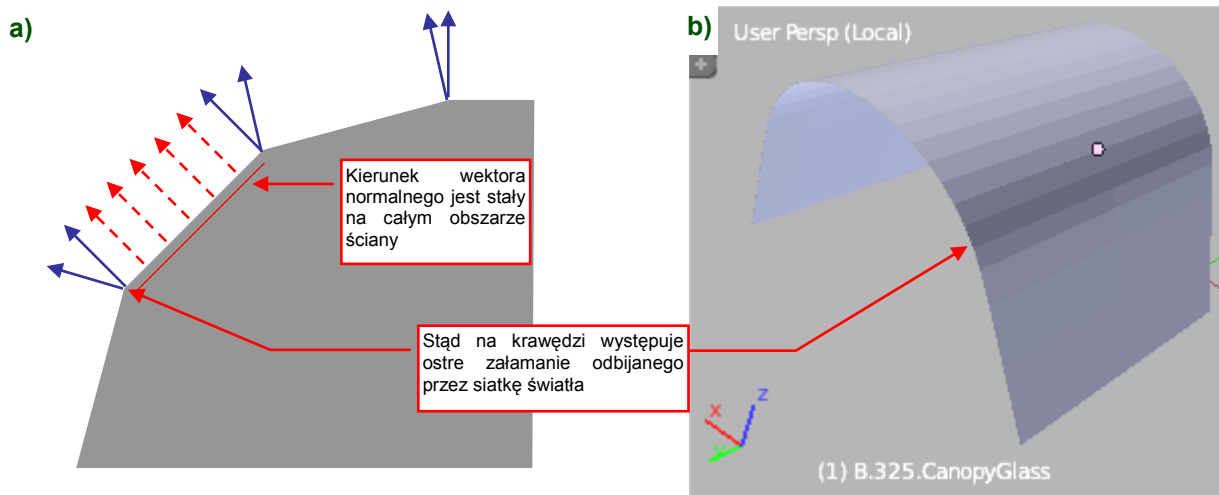 a)
b)
User Persp (Local)
Kierunek wektora
normalnego jest stały
na całym obszarze
ściany
Stąd na krawędzi występuje
ostre załamanie odbijanego
przez siatkę światła
x
z
y
(1) B.325.CanopyGlass